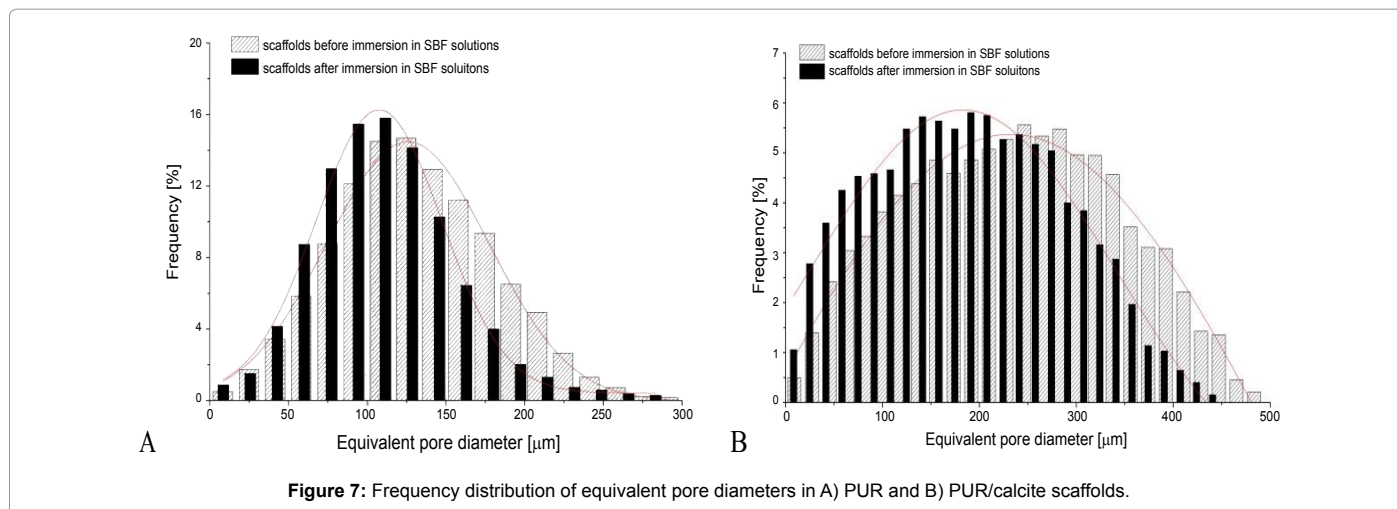 scaffolds before immersion in SBF solutions
scaffolds after immersion in SBF soluitons
20
16
12
8
4
0
Frequency [%]
0 50 100 150 200 250 300
Equivalent pore diameter [μm]
A
scaffolds before immersion in SBF solutions
scaffolds after immersion in SBF soluitons
7
6
5
4
3
2
1
0
Frequency [%]
0 100 200 300 400 500
Equivalent pore diameter [μm]
B
Figure 7: Frequency distribution of equivalent pore diameters in A) PUR and B) PUR/calcite scaffolds.